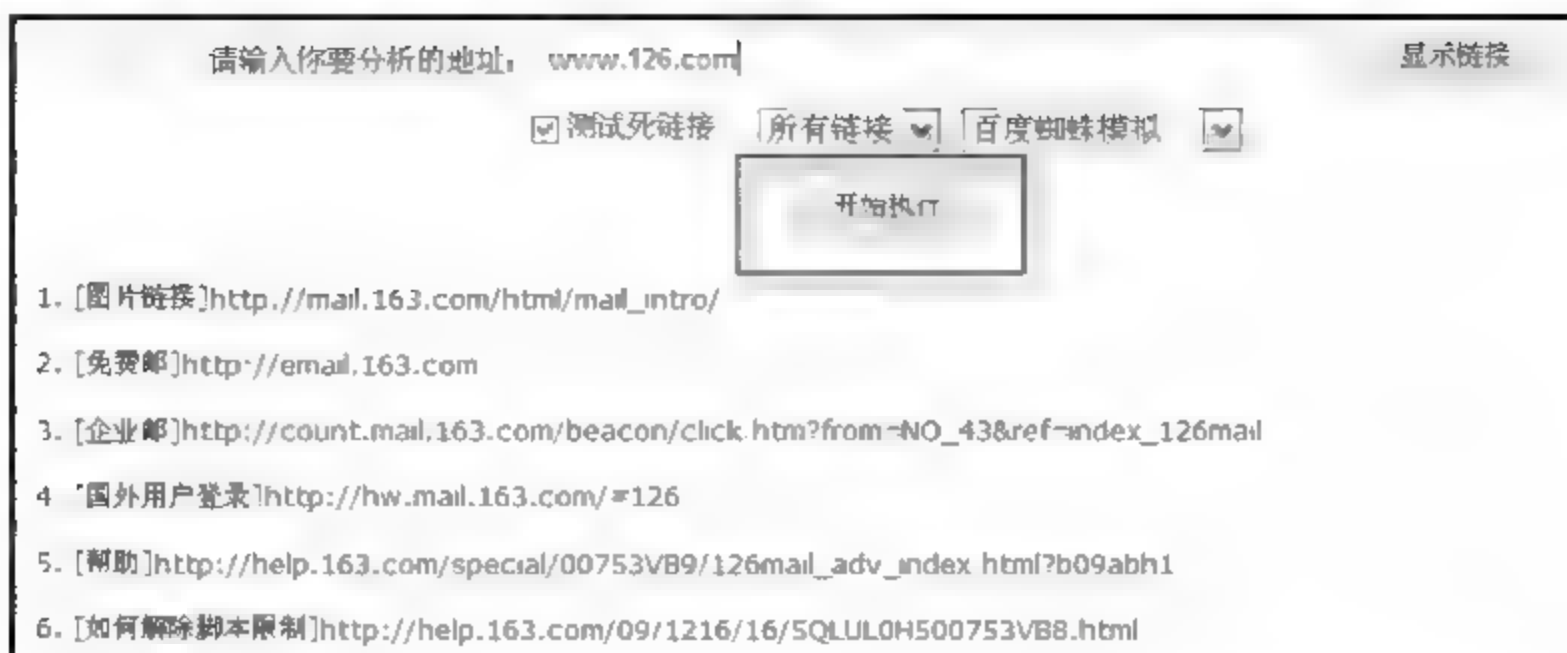 请输入你要分析的地址： www.126.com 显示链接
测试死链接 所有链接 百度蜘蛛模拟
开始执行
1. [图片链接]http://mail.163.com/html/mail_intro/
2. [免费邮]http://email.163.com
3. [企业邮]http://count.mail.163.com/beacon/click.htm?from=NO_43&ref=index_126mail
4. [国外用户登录]http://hw.mail.163.com/#126
5. [帮助]http://help.163.com/special/00753VB9/126mail_adv_index.html?b09abh1
6. [如何解除脚本限制]http://help.163.com/09/1216/16/5QLUL0H500753VB8.html